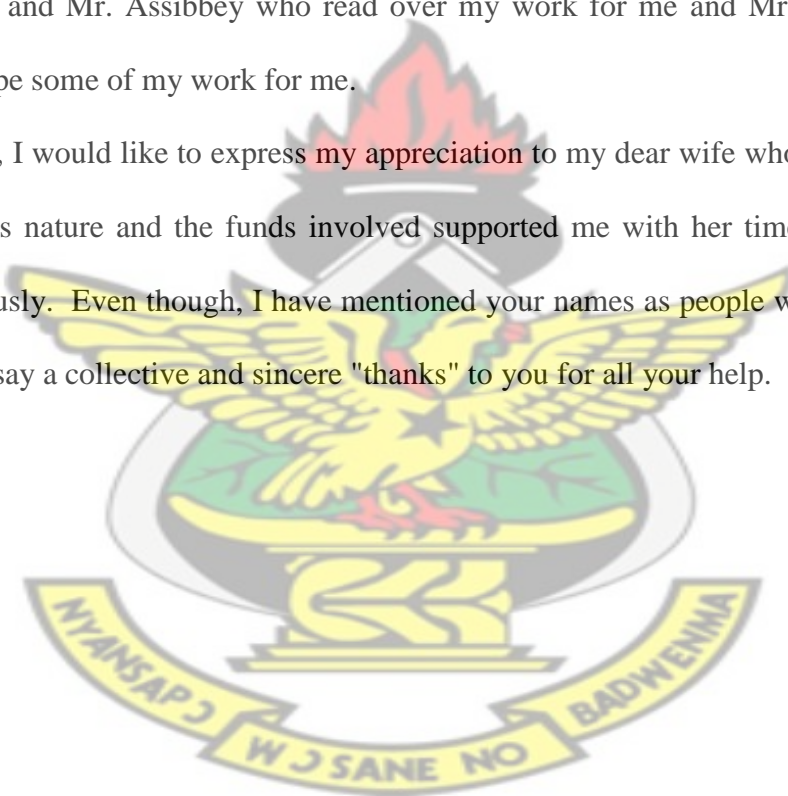 and Mr. Assibbey who read over my work for me and Mr.
pe some of my work for me.
, I would like to express my appreciation to my dear wife who
s nature and the funds involved supported me with her time
usly. Even though, I have mentioned your names as people w
say a collective and sincere "thanks" to you for all your help.
NYANSAPƆ
WƆSANE NO
BADWENMA